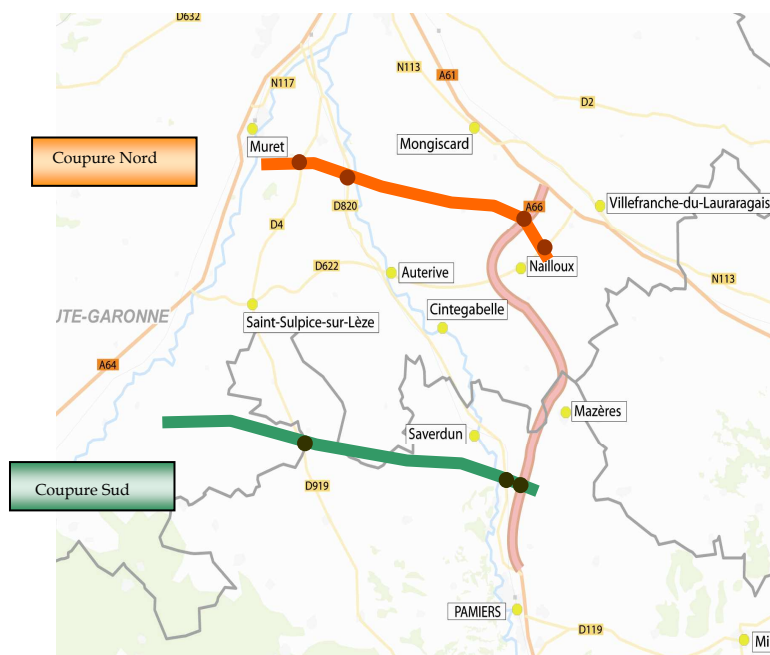 D632
N113
A61
N117
D2
Mongiscard
Muret
Coupure Nord
D820
A66
Villefranche-du-Lauraragais
D4
D622
Auterive
Nailloux
N113
UTE-GARONNE
Cintegabelle
Saint-Sulpice-sur-Lèze
A64
Mazères
Saverdun
Coupure Sud
D919
PAMIERS
D119
Mi